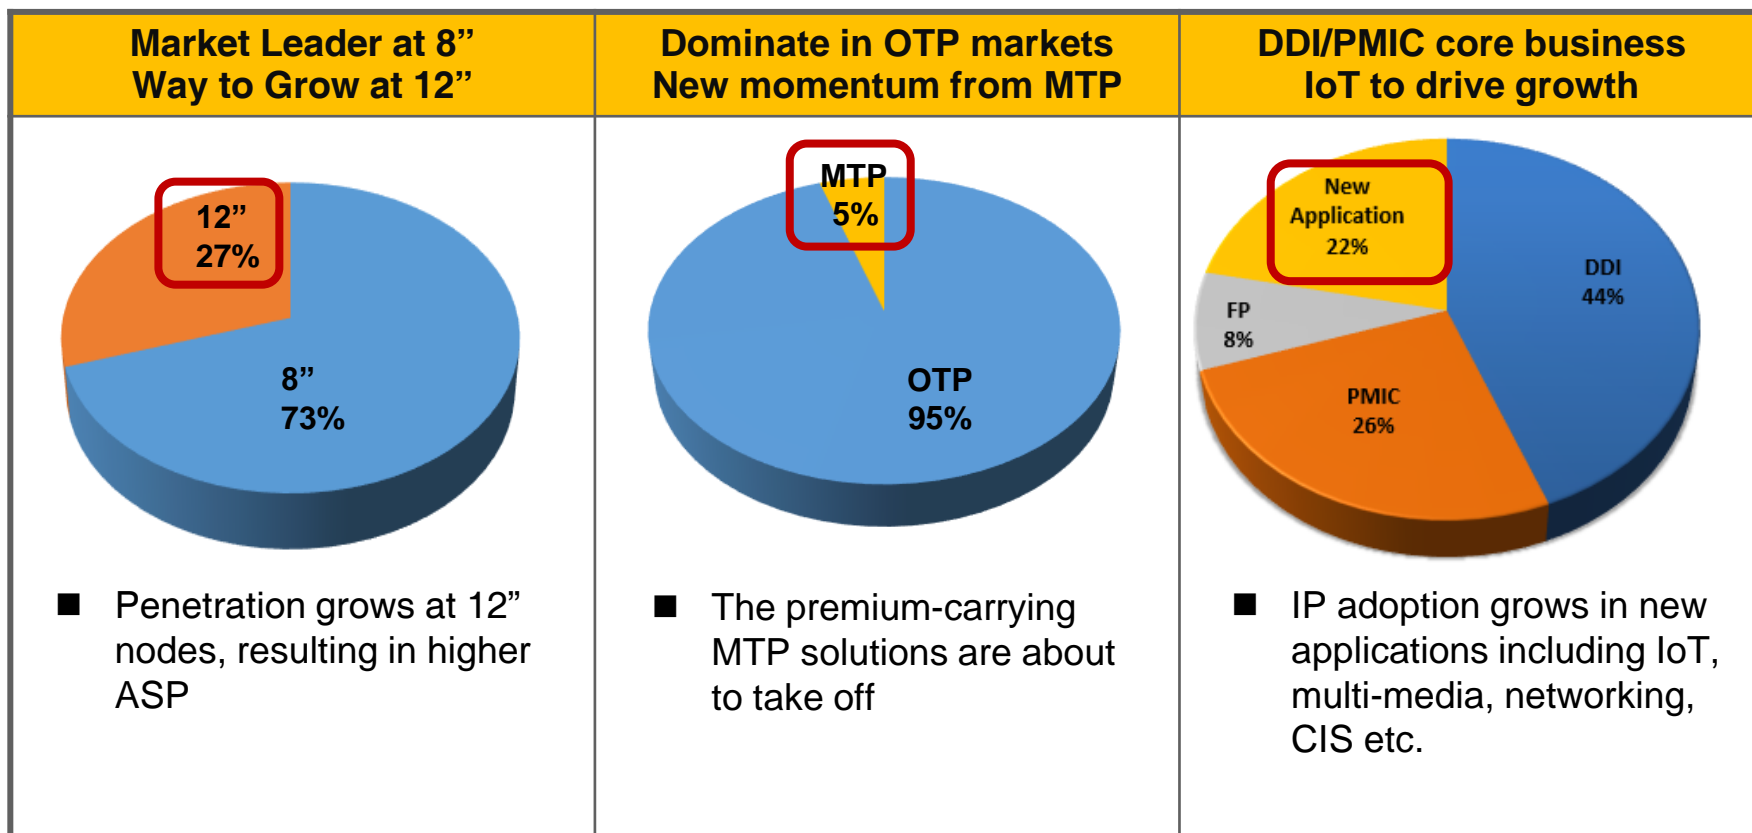 Market Leader at 8”
Way to Grow at 12”
12”
27%
8”
73%
■ Penetration grows at 12”
nodes, resulting in higher
ASP
Dominate in OTP markets
New momentum from MTP
MTP
5%
OTP
95%
■ The premium-carrying
MTP solutions are about
to take off
DDI/PMIC core business
IoT to drive growth
New
Application
22%
DDI
44%
FP
8%
PMIC
26%
■ IP adoption grows in new
applications including IoT,
multi-media, networking,
CIS etc.